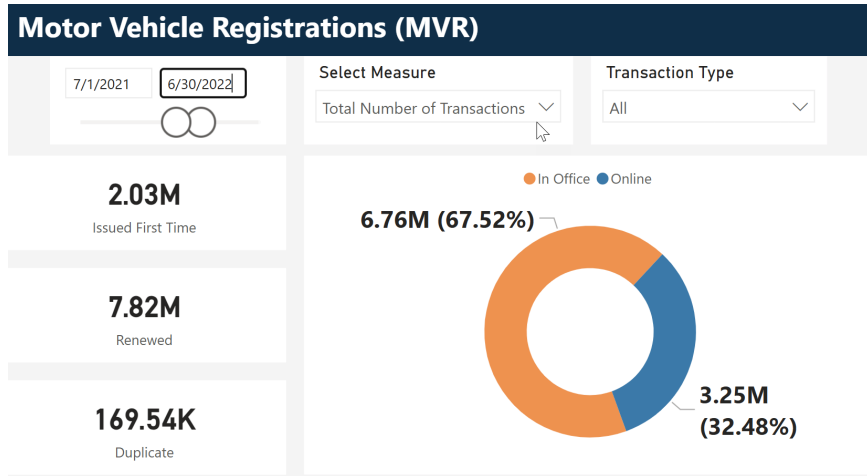 Motor Vehicle Registrations (MVR)
7/1/2021
6/30/2022
Select Measure
Total Number of Transactions
Transaction Type
All
2.03M
Issued First Time
7.82M
Renewed
169.54K
Duplicate
In Office
Online
6.76M (67.52%)
3.25M
(32.48%)